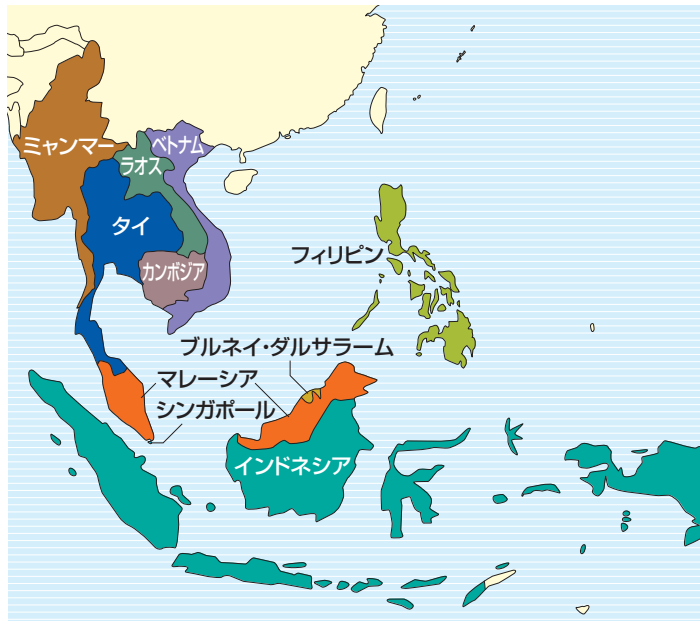 ミャンマー
ベトナム
ラオス
タイ
カンボジア
フィリピン
ブルネイ・ダルサラーム
マレーシア
シンガポール
インドネシア